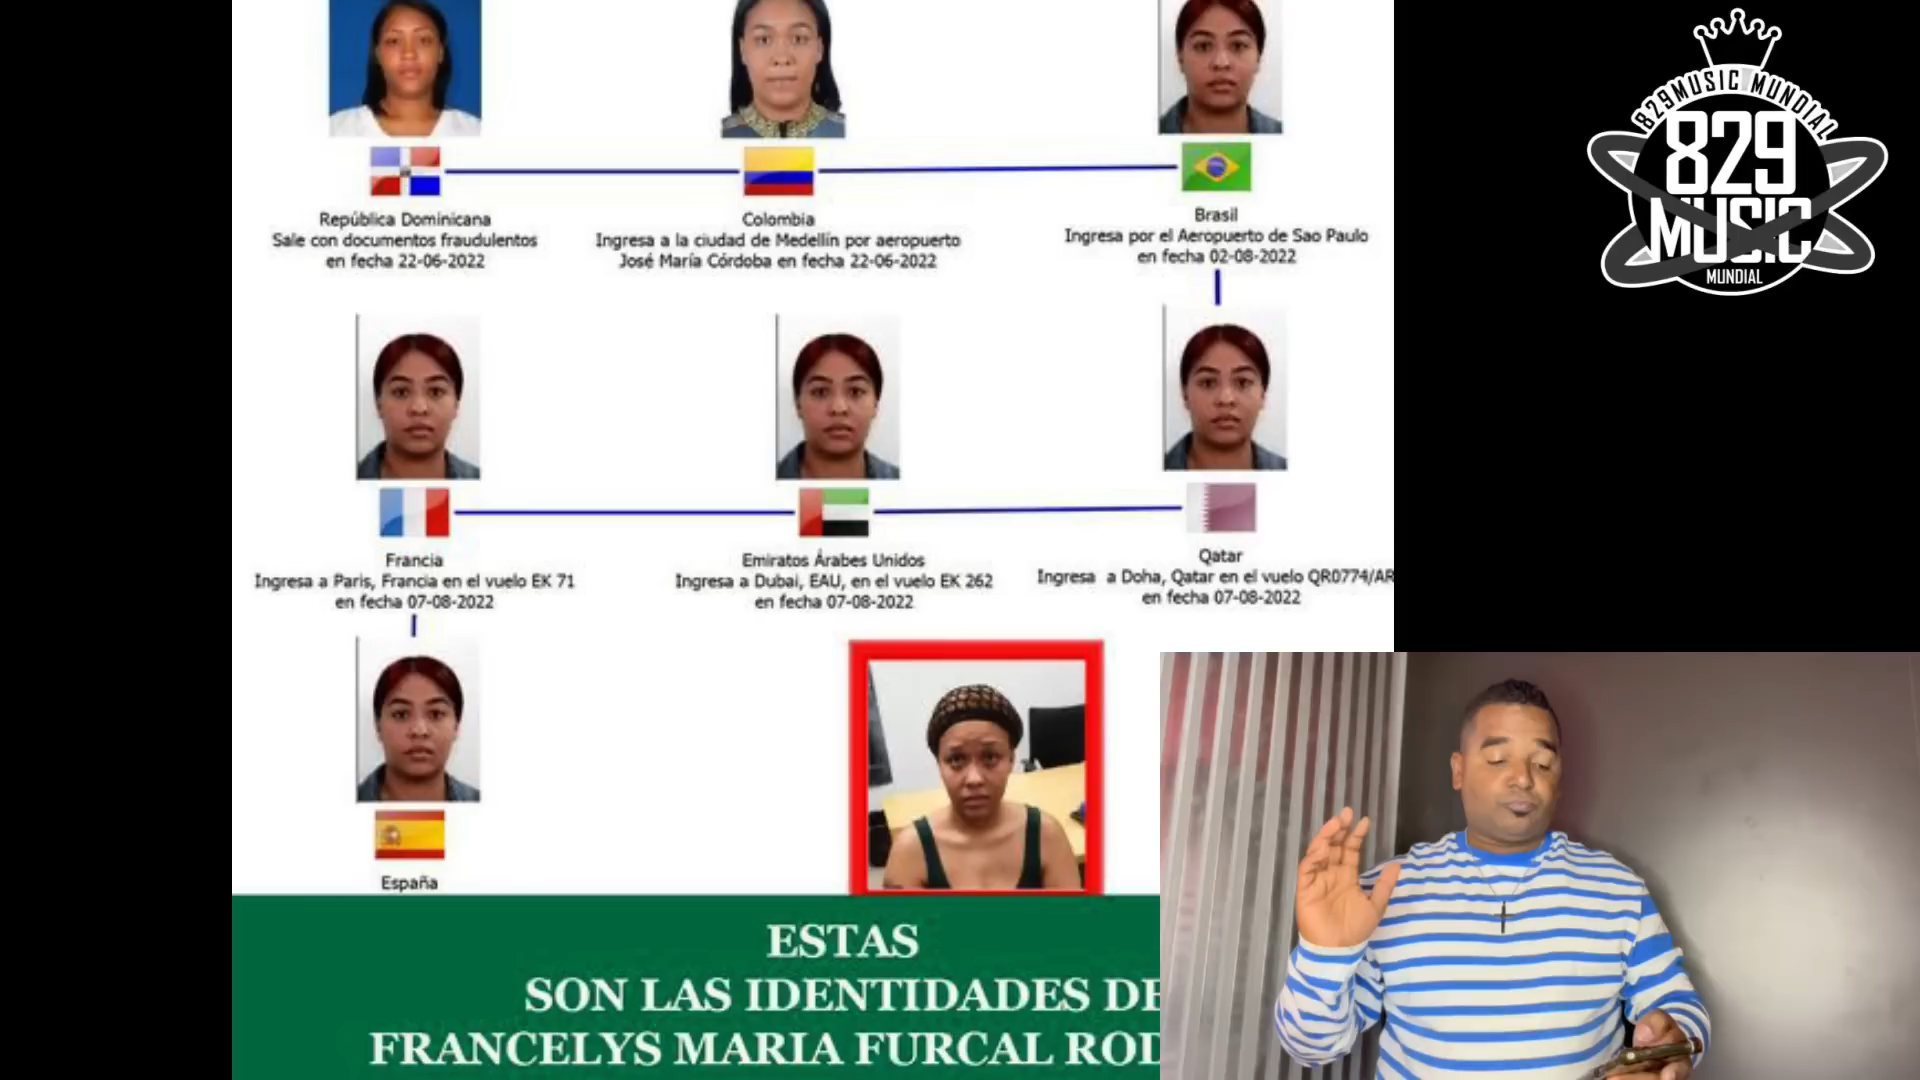 República Dominicana
Sale con documentos fraudulentos
en fecha 22-06-2022
Colombia
Ingresa a la ciudad de Medellín por aeropuerto
José María Córdoba en fecha 22-06-2022
Brasil
Ingresa por el Aeropuerto de Sao Paulo
en fecha 02-08-2022
Francia
Ingresa a Paris, Francia en el vuelo EK 71
en fecha 07-08-2022
Emiratos Árabes Unidos
Ingresa a Dubai, EAU, en el vuelo EK 262
en fecha 07-08-2022
Qatar
Ingresa a Doha, Qatar en el vuelo QR0774/AR
en fecha 07-08-2022
España
ESTAS
SON LAS IDENTIDADES DE
FRANCELYS MARIA FURCAL ROD
829MUSIC MUNDIAL
829
MUSIC
MUNDIAL